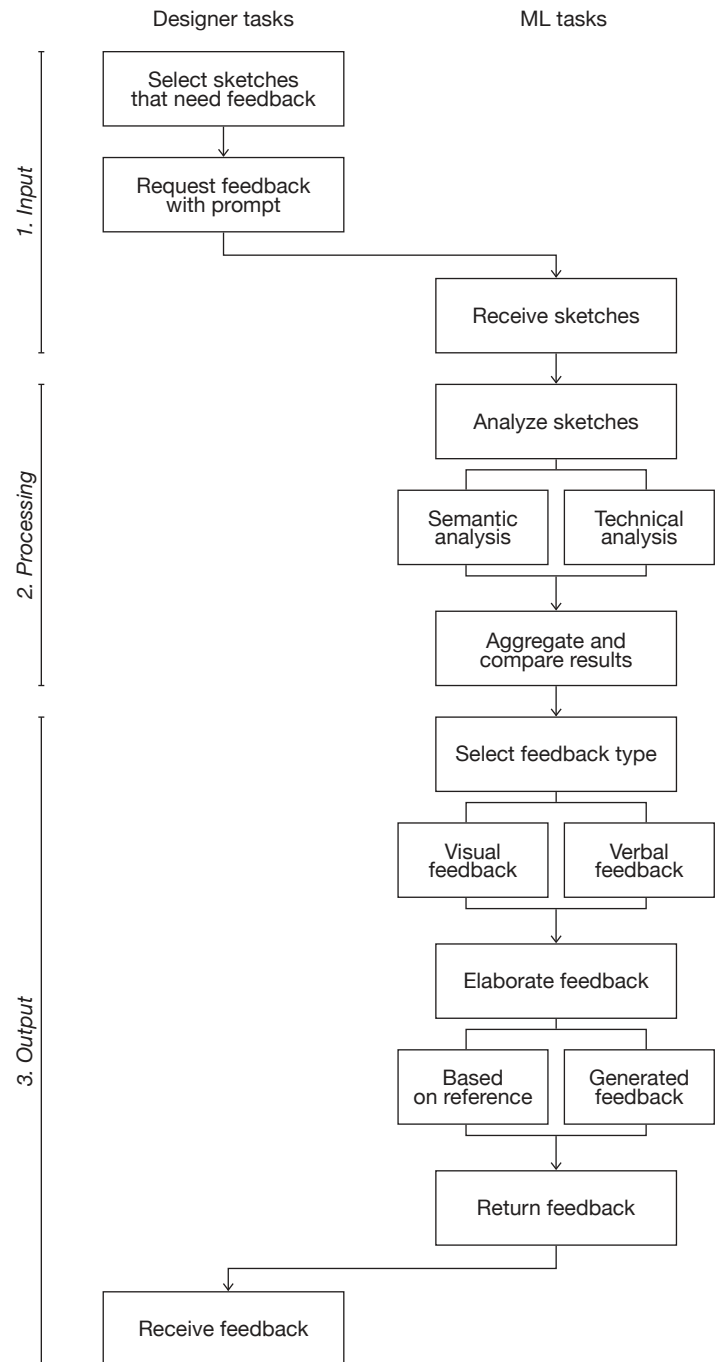 Designer tasks
ML tasks
1. Input
Select sketches
that need feedback
Request feedback
with prompt
Receive sketches
2. Processing
Analyze sketches
Semantic
analysis
Technical
analysis
Aggregate and
compare results
3. Output
Select feedback type
Visual
feedback
Verbal
feedback
Elaborate feedback
Based
on reference
Generated
feedback
Return feedback
Receive feedback